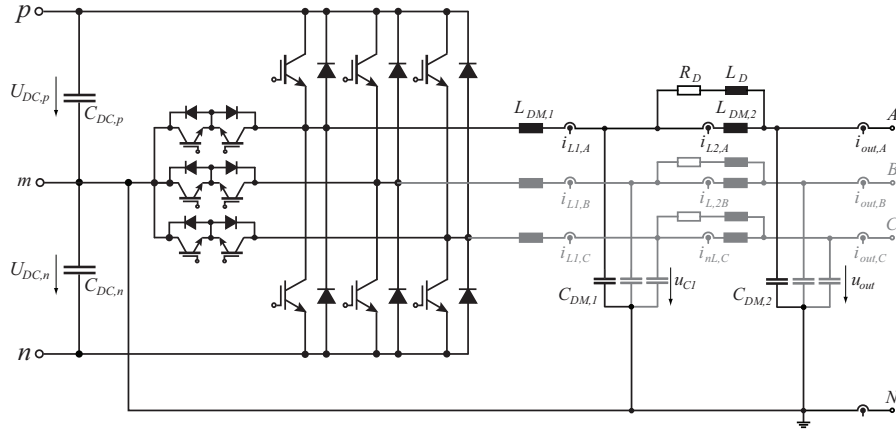 p
U_DC,p
C_DC,p
m
U_DC,n
C_DC,n
n
L_DM,1
R_D
L_D
L_DM,2
A
i_L1,A
i_L2,A
i_out,A
B
i_L1,B
i_L,2B
i_out,B
C
i_L1,C
i_nL,C
i_out,C
C_DM,1
u_C1
C_DM,2
u_out
N